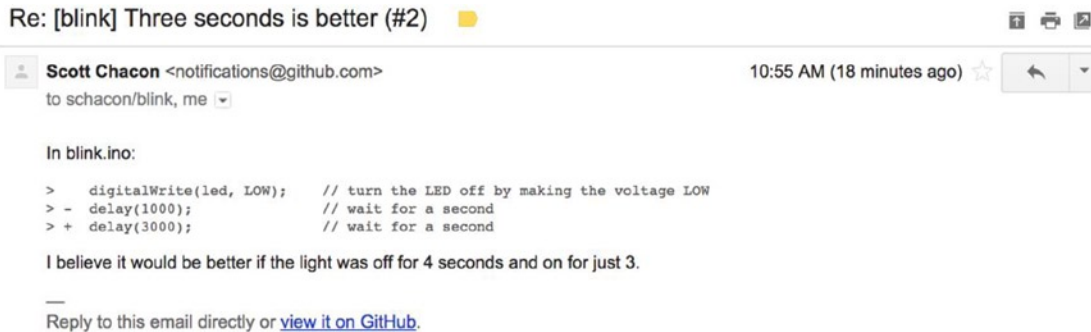 Re: [blink] Three seconds is better (#2)
Scott Chacon <notifications@github.com> 10:55 AM (18 minutes ago)
to schacon/blink, me
In blink.ino:
>    digitalWrite(led, LOW);    // turn the LED off by making the voltage LOW
> -  delay(1000);               // wait for a second
> +  delay(3000);               // wait for a second
I believe it would be better if the light was off for 4 seconds and on for just 3.
—
Reply to this email directly or view it on GitHub.